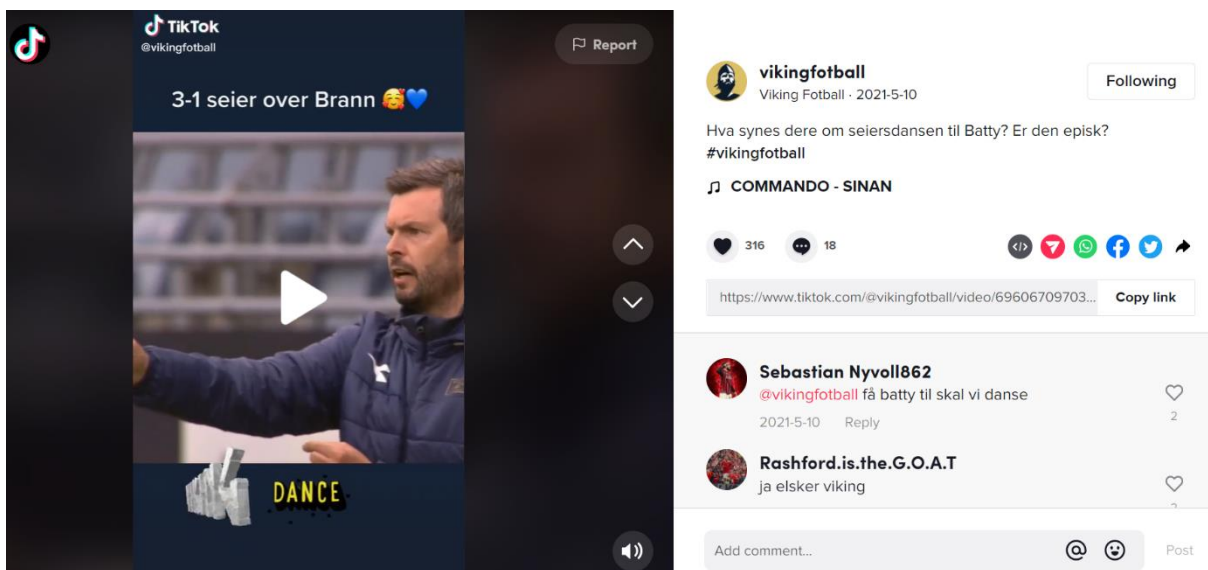 TikTok
@vikingfotball
Report
3-1 seier over Brann 🥰💙
DANCE
vikingfotball
Viking Fotball · 2021-5-10
Following
Hva synes dere om seiersdansen til Batty? Er den episk?
#vikingfotball
COMMANDO - SINAN
316
18
https://www.tiktok.com/@vikingfotball/video/69606709703...
Copy link
Sebastian Nyvoll862
@vikingfotball få batty til skal vi danse
2021-5-10 Reply
2
Rashford.is.the.G.O.A.T
ja elsker viking
Add comment...
Post